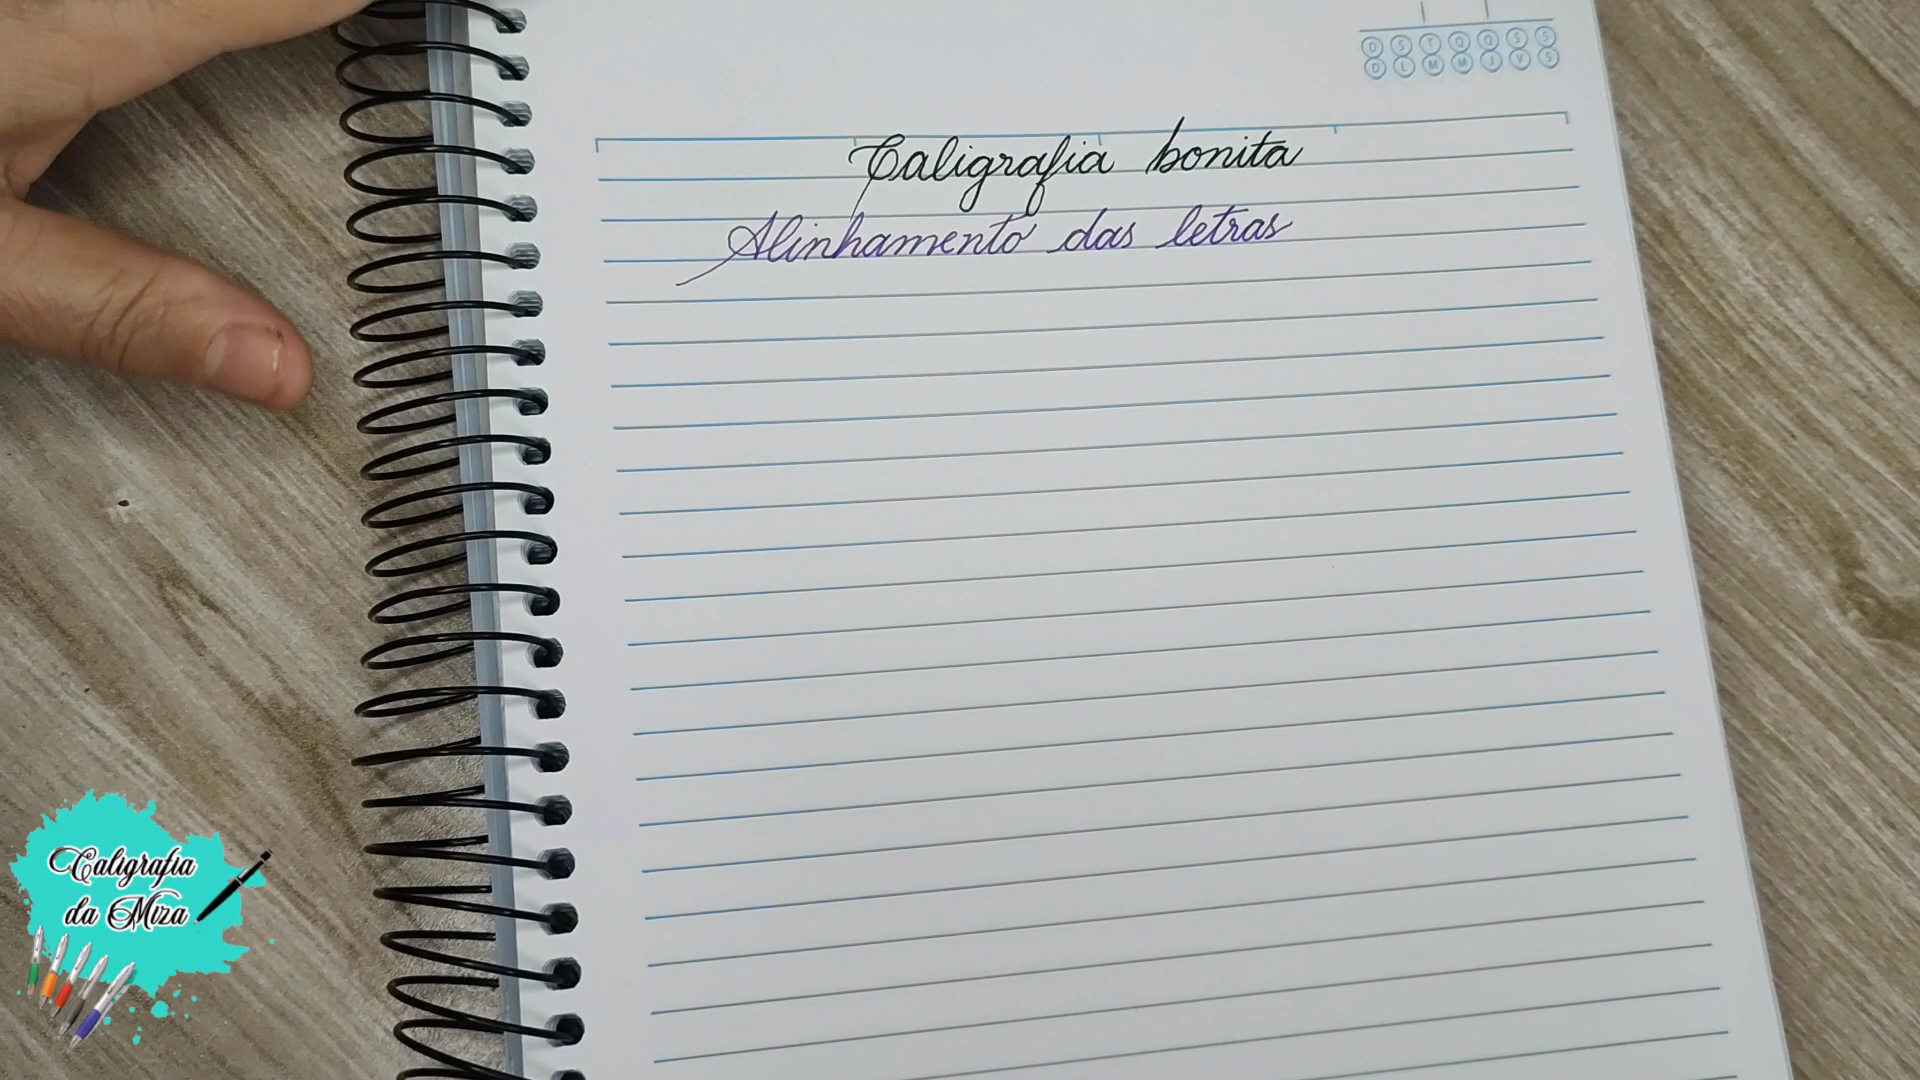 D S T Q Q S S
D L M M J V S
Caligrafia bonita
Alinhamento das letras
Caligrafia
da Miza